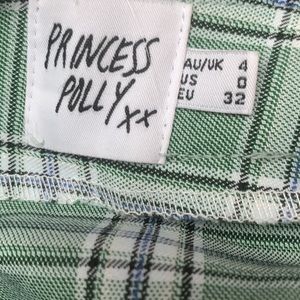 PRINCESS
POLLY xx
AU/UK 4
US 0
EU 32